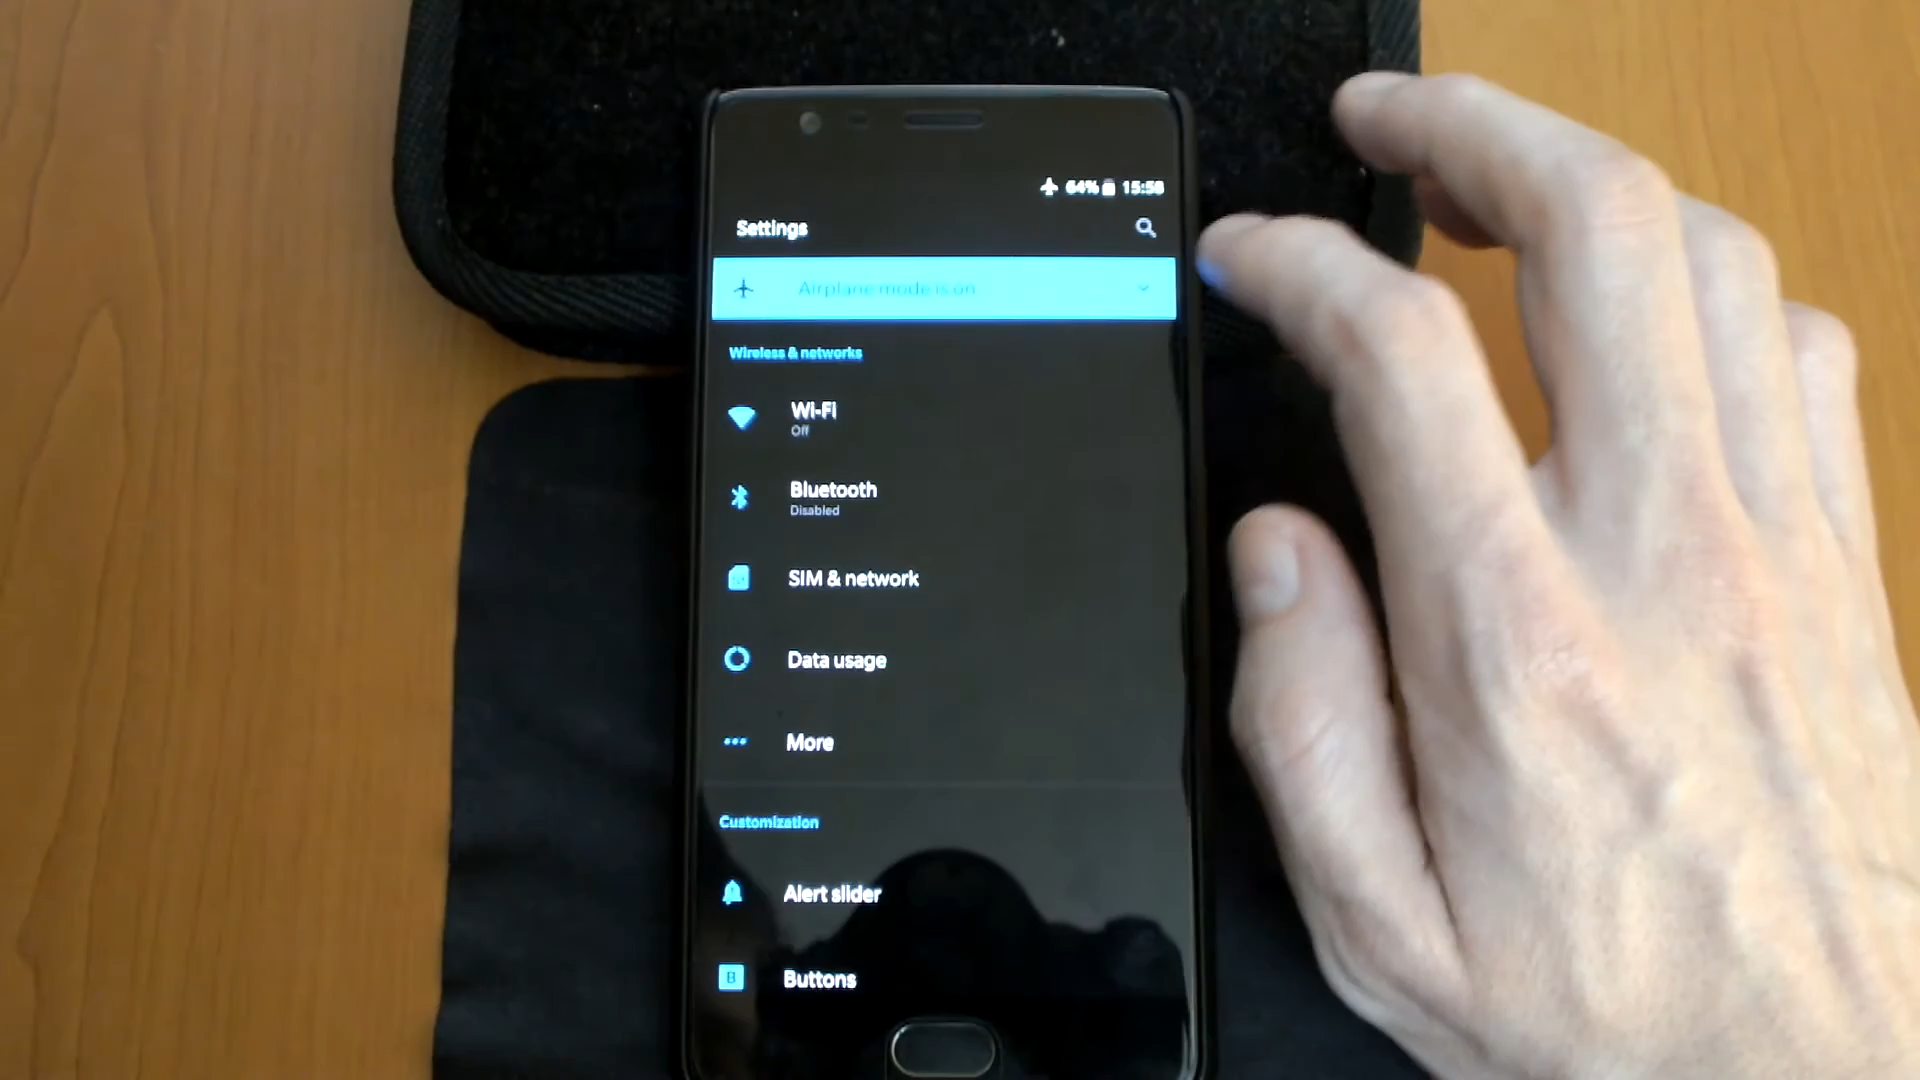 64% 15:58
Settings
Airplane mode is on
Wireless & networks
Wi-Fi
Off
Bluetooth
Disabled
SIM & network
Data usage
More
Customization
Alert slider
B Buttons